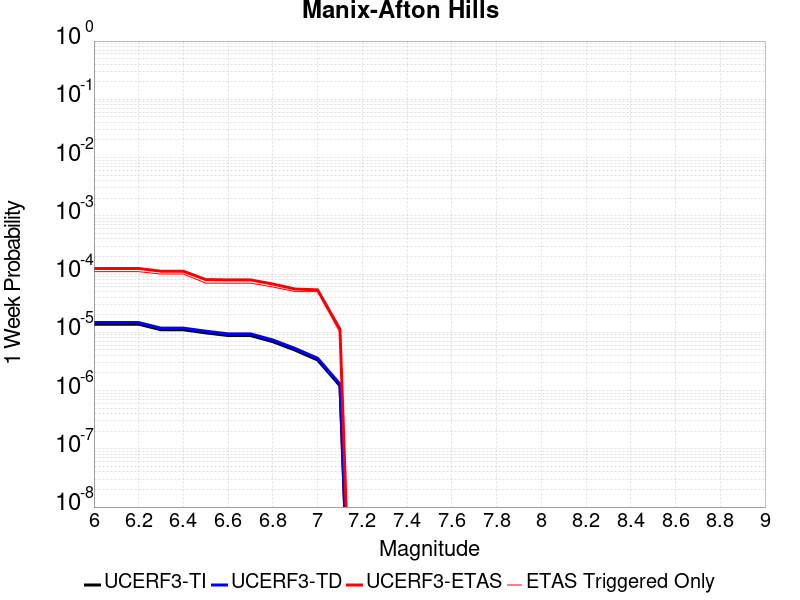 Manix-Afton Hills
1 Week Probability
10^0
10^-1
10^-2
10^-3
10^-4
10^-5
10^-6
10^-7
10^-8
6 6.2 6.4 6.6 6.8 7 7.2 7.4 7.6 7.8 8 8.2 8.4 8.6 8.8 9
Magnitude
UCERF3-TI UCERF3-TD UCERF3-ETAS ETAS Triggered Only